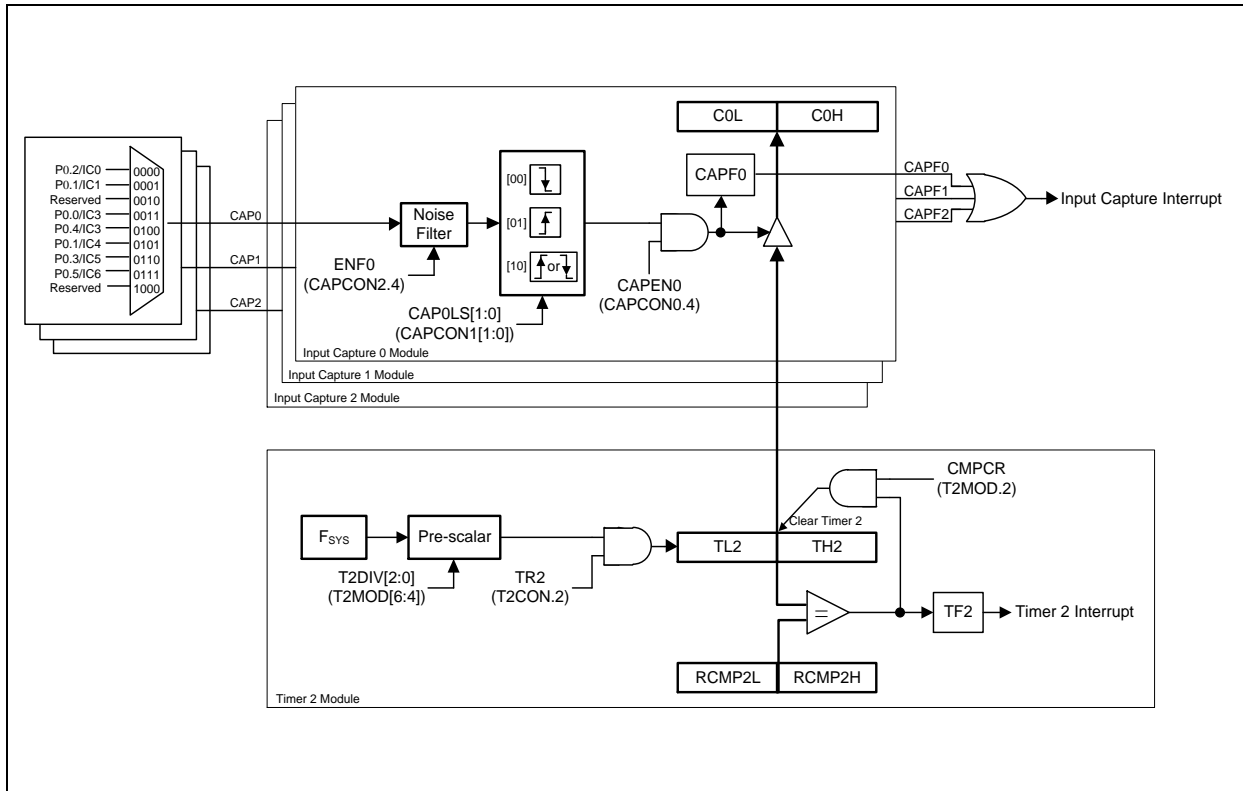 C0L C0H
P0.2/IC0 0000
P0.1/IC1 0001
Reserved 0010
P0.0/IC3 0011
P0.4/IC3 0100
P0.1/IC4 0101
P0.3/IC5 0110
P0.5/IC6 0111
Reserved 1000
CAP0
CAP1
CAP2
Noise
Filter
ENF0
(CAPCON2.4)
[00]
[01]
[10] or
CAP0LS[1:0]
(CAPCON1[1:0])
CAPEN0
(CAPCON0.4)
CAPF0
CAPF0
CAPF1
CAPF2
Input Capture Interrupt
Input Capture 0 Module
Input Capture 1 Module
Input Capture 2 Module
CMPCR
(T2MOD.2)
Clear Timer 2
FSYS
Pre-scalar
T2DIV[2:0]
(T2MOD[6:4])
TR2
(T2CON.2)
TL2 TH2
=
TF2
Timer 2 Interrupt
RCMP2L RCMP2H
Timer 2 Module